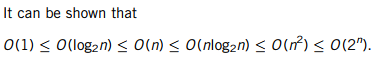 It can be shown that
O(1) ≤ O(log₂n) ≤ O(n) ≤ O(nlog₂n) ≤ O(n²) ≤ O(2ⁿ).